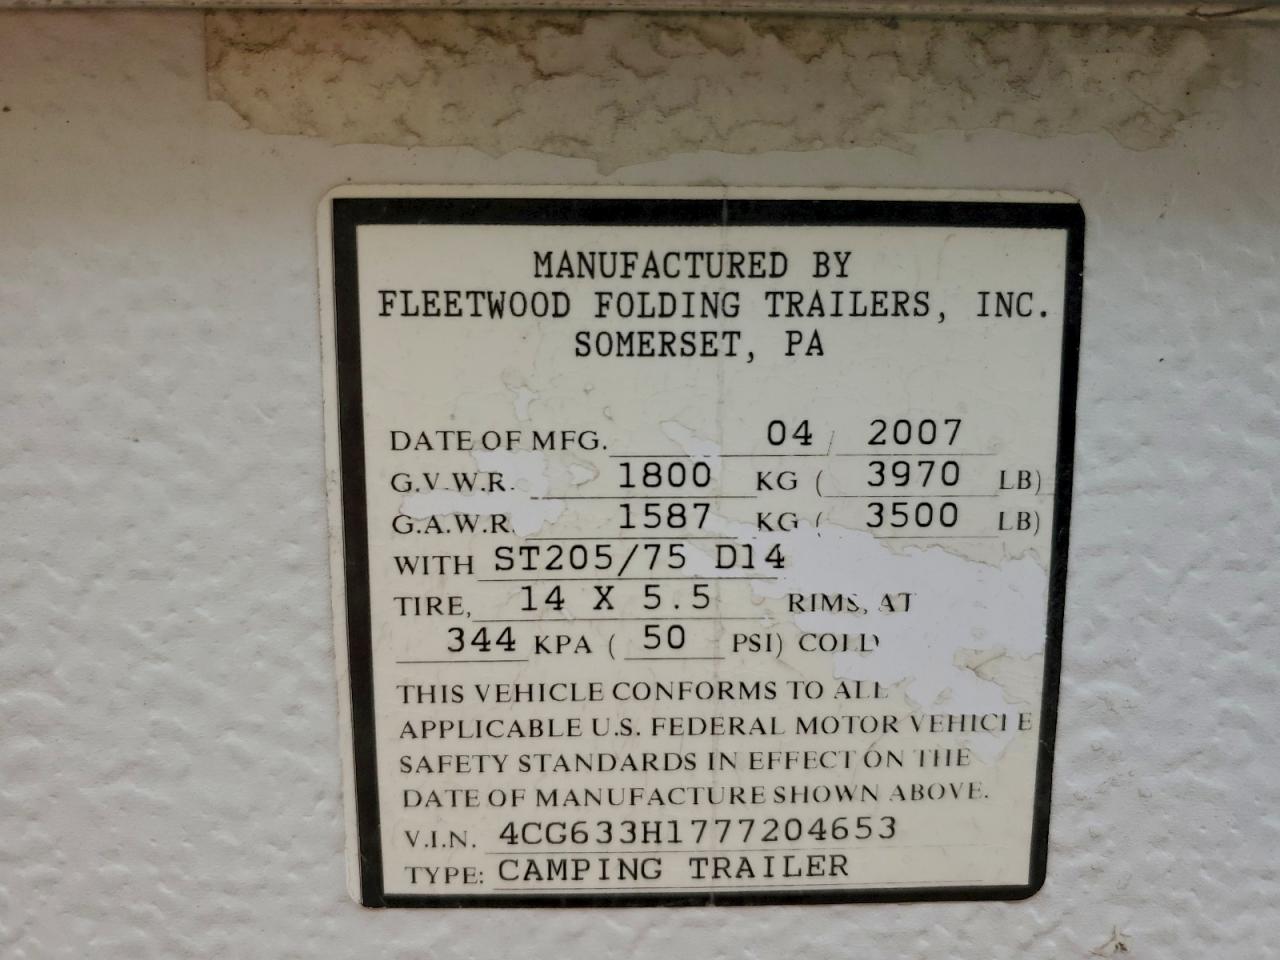 MANUFACTURED BY
FLEETWOOD FOLDING TRAILERS, INC.
SOMERSET, PA
DATE OF MFG. 04 / 2007
G.V.W.R. 1800 KG ( 3970 LB)
G.A.W.R. 1587 KG ( 3500 LB)
WITH ST205/75 D14
TIRE, 14 X 5.5 RIMS, AT
344 KPA ( 50 PSI) COLD
THIS VEHICLE CONFORMS TO ALL
APPLICABLE U.S. FEDERAL MOTOR VEHICLE
SAFETY STANDARDS IN EFFECT ON THE
DATE OF MANUFACTURE SHOWN ABOVE.
V.I.N. 4CG633H1777204653
TYPE: CAMPING TRAILER